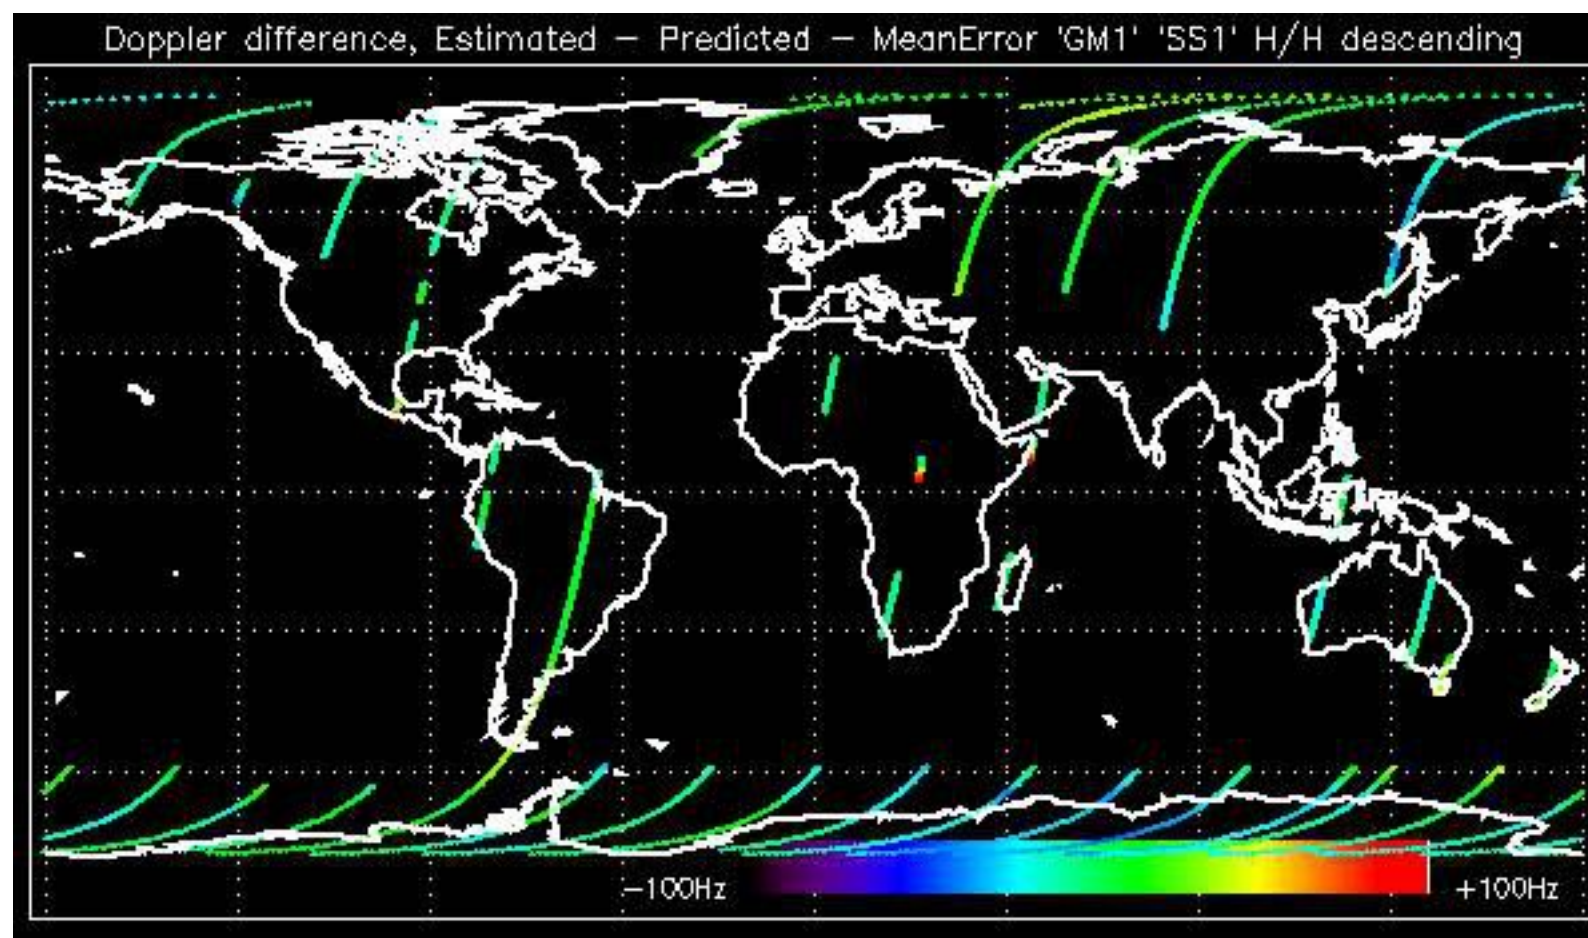 Doppler difference, Estimated – Predicted – MeanError 'GM1' 'SS1' H/H descending
–100Hz +100Hz